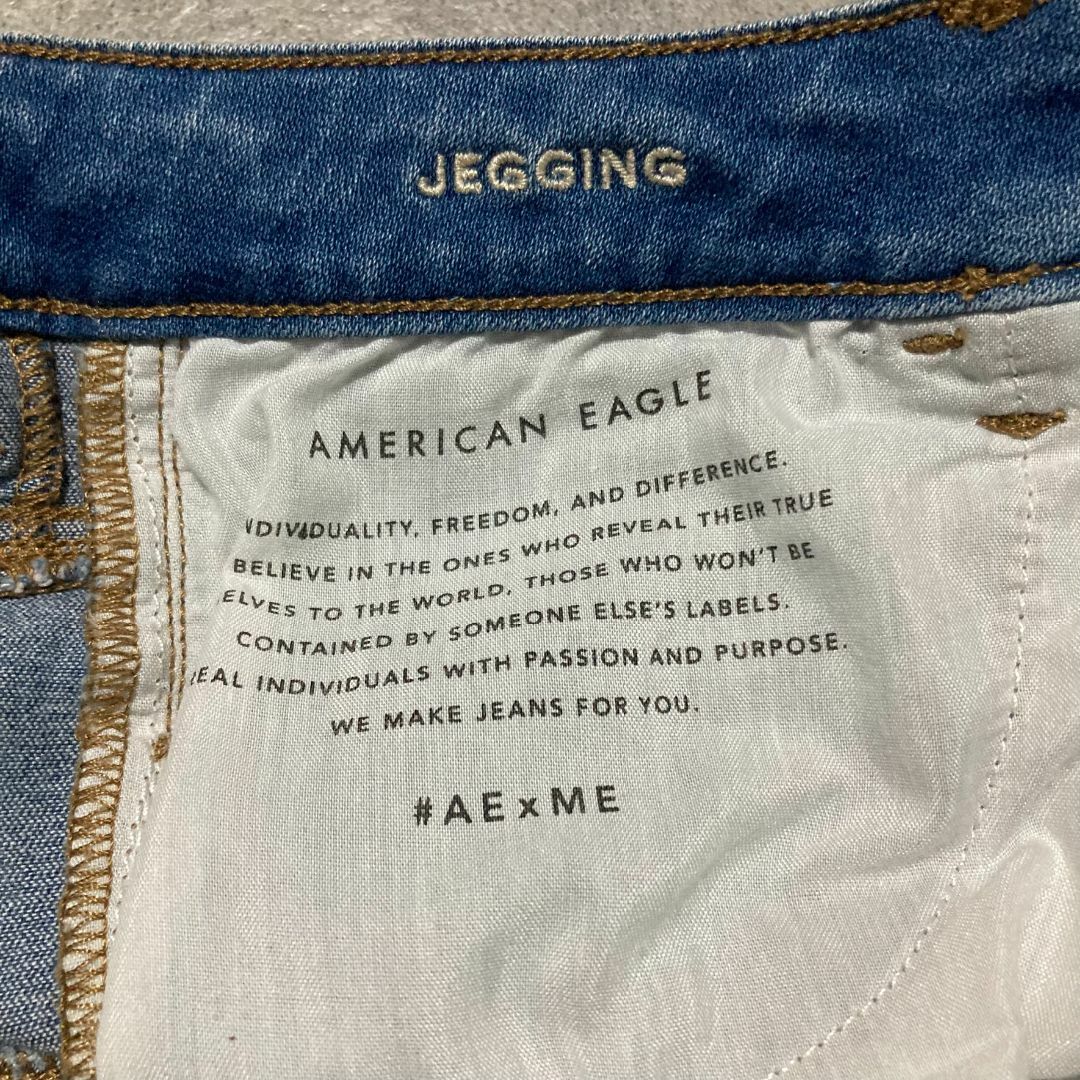 JEGGING
AMERICAN EAGLE
NDIVIDUALITY, FREEDOM, AND DIFFERENCE.
BELIEVE IN THE ONES WHO REVEAL THEIR TRUE
ELVES TO THE WORLD, THOSE WHO WON'T BE
CONTAINED BY SOMEONE ELSE'S LABELS.
EAL INDIVIDUALS WITH PASSION AND PURPOSE.
WE MAKE JEANS FOR YOU.
#AExME